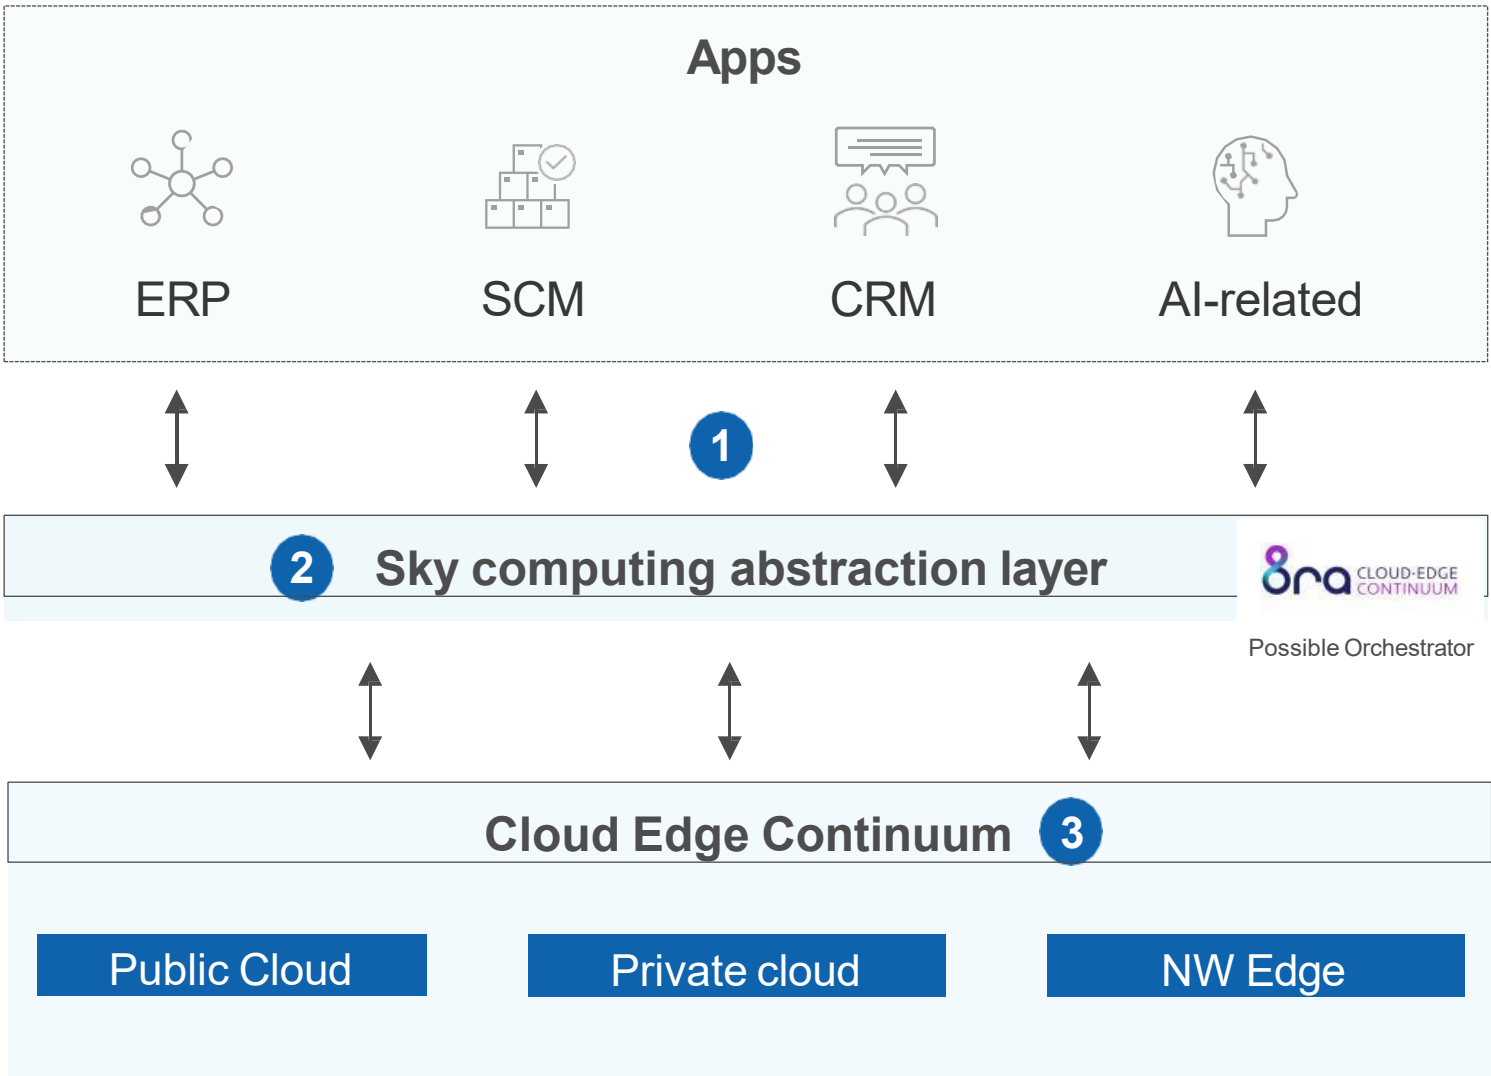 Apps
ERP
SCM
CRM
AI-related
1
2
Sky computing abstraction layer
8ra CLOUD·EDGE
CONTINUUM
Possible Orchestrator
Cloud Edge Continuum
3
Public Cloud
Private cloud
NW Edge